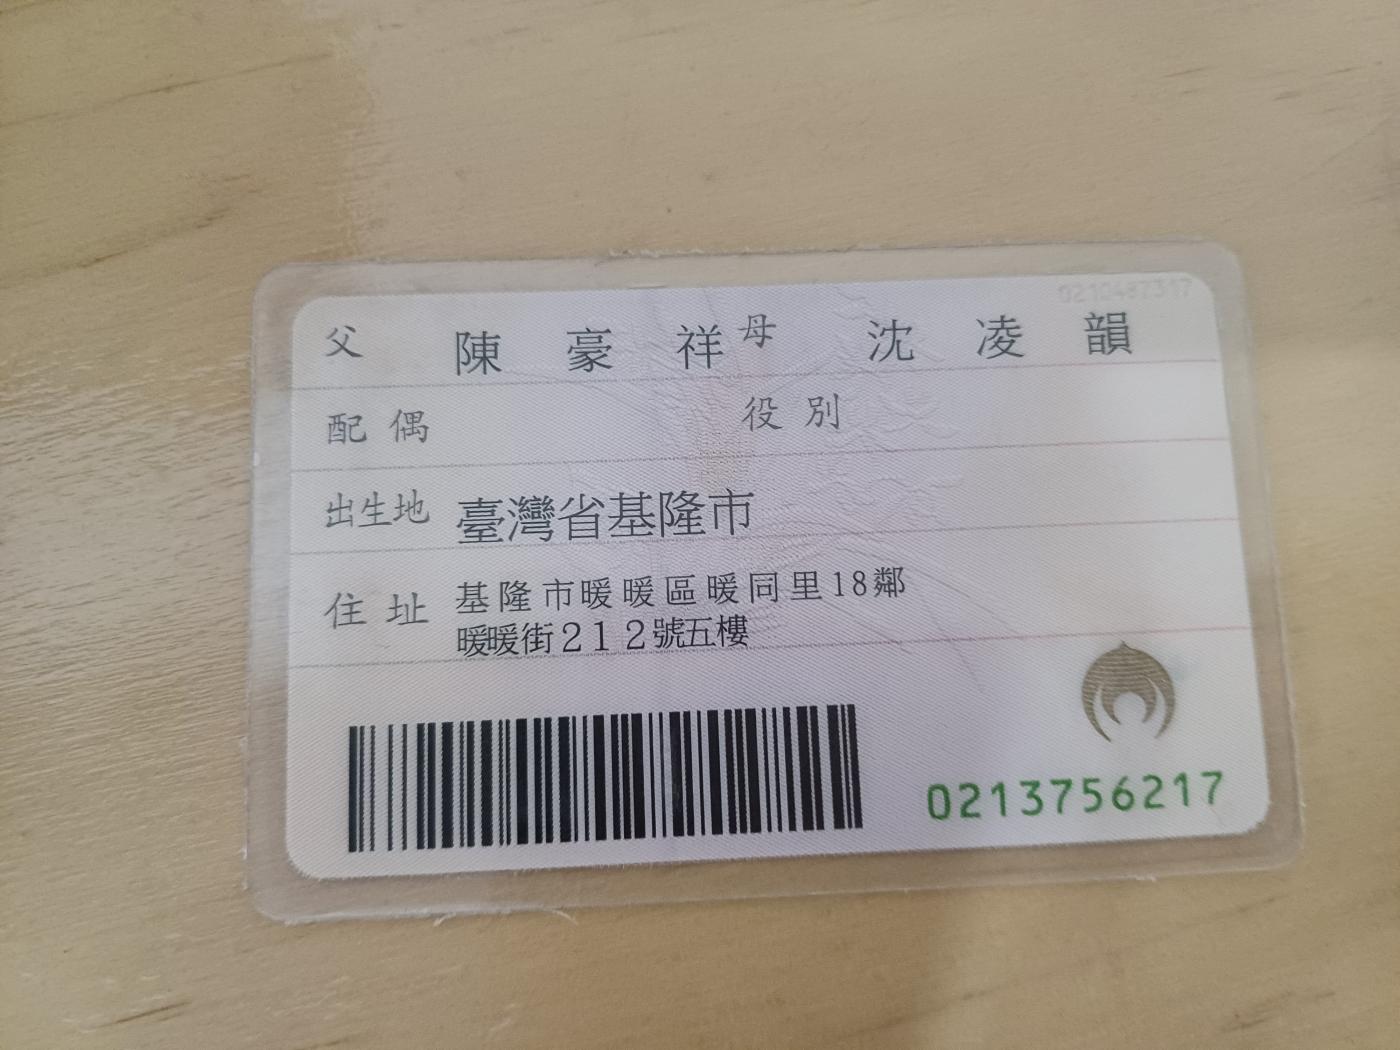 父 陳豪祥 母 沈凌韻
配偶 役別
出生地 臺灣省基隆市
住址 基隆市暖暖區暖同里18鄰
暖暖街212號五樓
0213756217